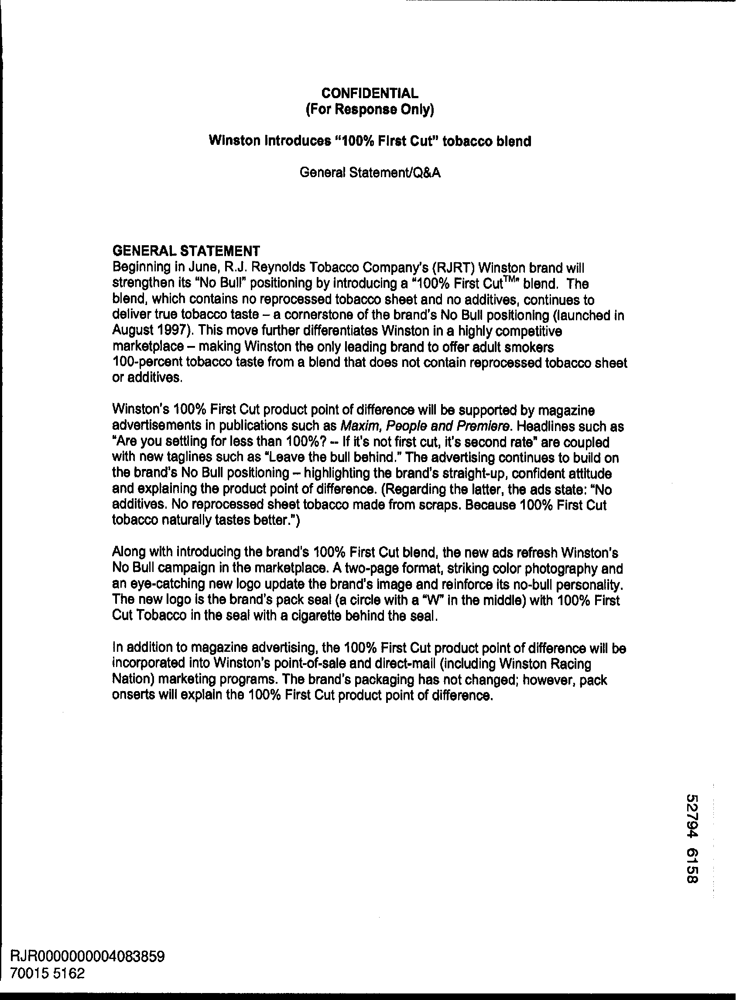 CONFIDENTIAL
(For Response Only)
Winston Introduces “100% First Cut” tobacco blend
General Statement/Q&A
GENERAL STATEMENT
Beginning in June, R.J. Reynolds Tobacco Company's (RJRT) Winston brand will
strengthen its "No Bull" positioning by introducing a "100% First Cut™" blend. The
blend, which contains no reprocessed tobacco sheet and no additives, continues to
deliver true tobacco taste – a cornerstone of the brand's No Bull positioning (launched in
August 1997). This move further differentiates Winston in a highly competitive
marketplace – making Winston the only leading brand to offer adult smokers
100-percent tobacco taste from a blend that does not contain reprocessed tobacco sheet
or additives.
Winston's 100% First Cut product point of difference will be supported by magazine
advertisements in publications such as Maxim, People and Premiere. Headlines such as
"Are you settling for less than 100%? -- If it's not first cut, it's second rate" are coupled
with new taglines such as "Leave the bull behind." The advertising continues to build on
the brand's No Bull positioning – highlighting the brand's straight-up, confident attitude
and explaining the product point of difference. (Regarding the latter, the ads state: "No
additives. No reprocessed sheet tobacco made from scraps. Because 100% First Cut
tobacco naturally tastes better.")
Along with introducing the brand's 100% First Cut blend, the new ads refresh Winston's
No Bull campaign in the marketplace. A two-page format, striking color photography and
an eye-catching new logo update the brand's image and reinforce its no-bull personality.
The new logo is the brand's pack seal (a circle with a "W" in the middle) with 100% First
Cut Tobacco in the seal with a cigarette behind the seal.
In addition to magazine advertising, the 100% First Cut product point of difference will be
incorporated into Winston's point-of-sale and direct-mail (including Winston Racing
Nation) marketing programs. The brand's packaging has not changed; however, pack
onserts will explain the 100% First Cut product point of difference.
52794 6158
RJR0000000004083859
70015 5162